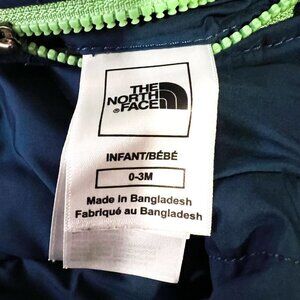 THE
NORTH
FACE
INFANT/BÉBÉ
0-3M
Made in Bangladesh
Fabriqué au Bangladesh